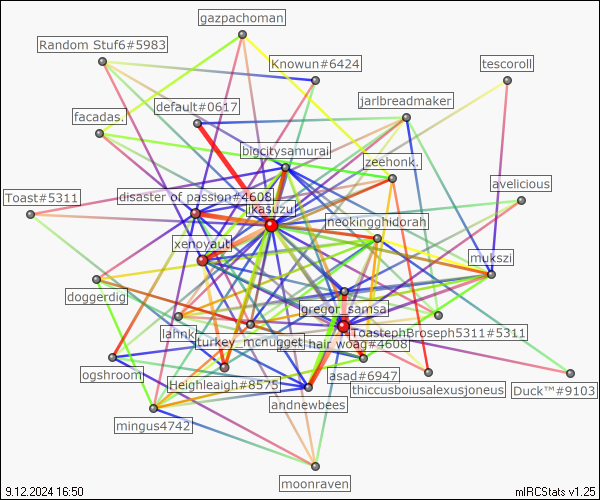 gazpachoman
Random Stuf6#5983
Knowun#6424
tescoroll
default#0617
jarlbreadmaker
facadas.
bigcitysamurai
zeehonk.
Toast#5311
disaster of passion#4608
avelicious
ikasuzu
neokingghidorah
xenoyaut
mukszi
doggerdig
gregor_samsa
lahnk
turkey_mcnugget
hair_woag#4608
ToastephBroseph5311#5311
ogshroom
Heighleaigh#8575
asad#6947
thiccusboiusalexusjoneus
Duck™#9103
andnewbees
mingus4742
moonraven
9.12.2024 16:50
mIRCStats v1.25